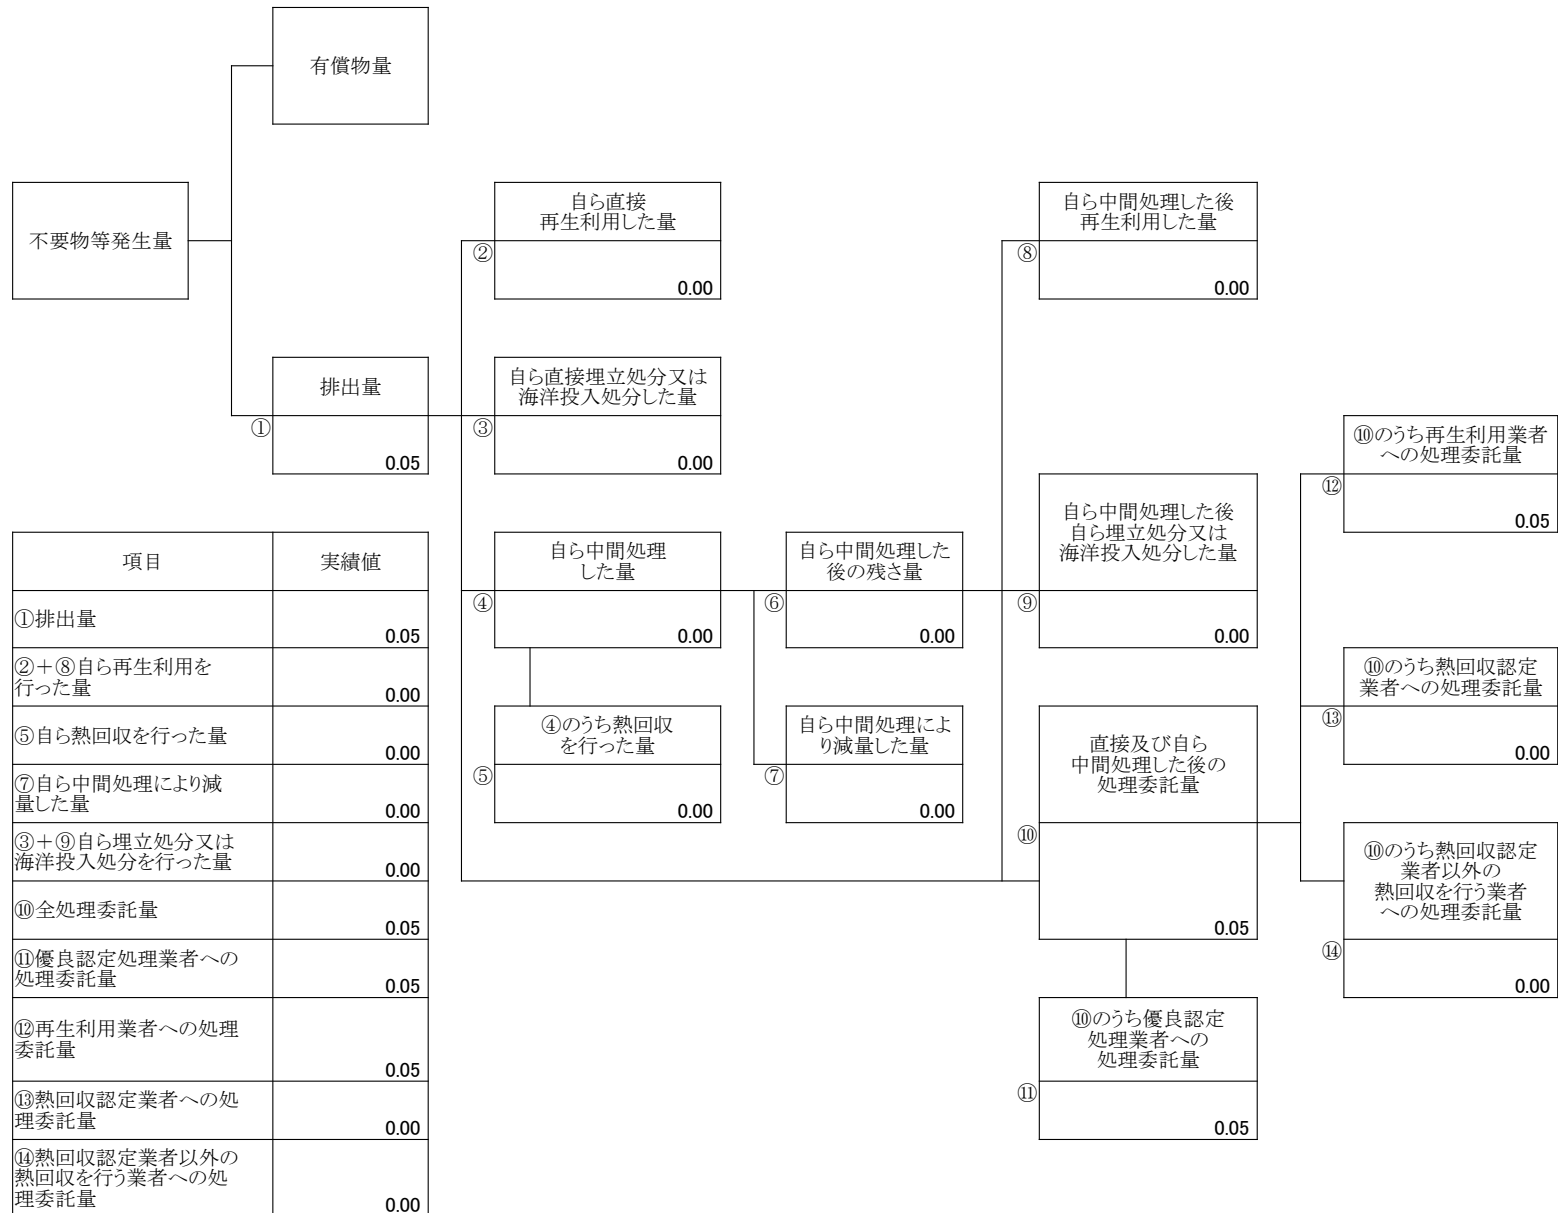 有償物量
不要物等発生量
自ら直接
再生利用した量
②
0.00
自ら中間処理した後
再生利用した量
⑧
0.00
排出量
①
0.05
自ら直接埋立処分又は
海洋投入処分した量
③
0.00
⑩のうち再生利用業者
への処理委託量
⑫
0.05
自ら中間処理
した量
④
0.00
自ら中間処理した
後の残さ量
⑥
0.00
自ら中間処理した後
自ら埋立処分又は
海洋投入処分した量
⑨
0.00
⑩のうち熱回収認定
業者への処理委託量
⑬
0.00
④のうち熱回収
を行った量
⑤
0.00
自ら中間処理によ
り減量した量
⑦
0.00
直接及び自ら
中間処理した後の
処理委託量
⑩
0.05
⑩のうち熱回収認定
業者以外の
熱回収を行う業者
への処理委託量
⑭
0.00
⑩のうち優良認定
処理業者への
処理委託量
⑪
0.05
項目 実績値
①排出量
0.05
②+⑧自ら再生利用を
行った量
0.00
⑤自ら熱回収を行った量
0.00
⑦自ら中間処理により減
量した量
0.00
③+⑨自ら埋立処分又は
海洋投入処分を行った量
0.00
⑩全処理委託量
0.05
⑪優良認定処理業者への
処理委託量
0.05
⑫再生利用業者への処理
委託量
0.05
⑬熱回収認定業者への処
理委託量
0.00
⑭熱回収認定業者以外の
熱回収を行う業者への処
理委託量
0.00